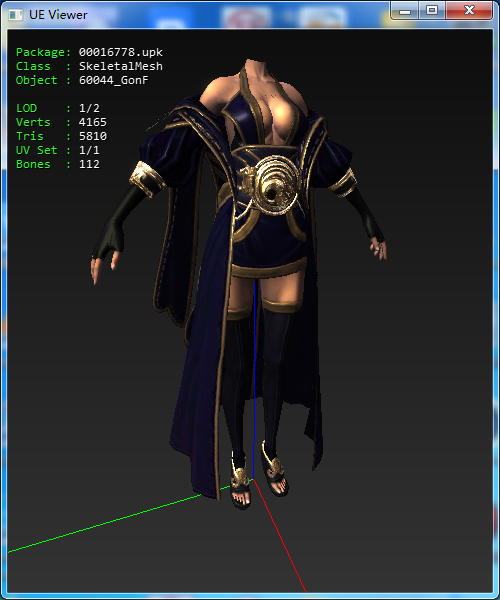 UE Viewer
Package: 00016778.upk
Class : SkeletalMesh
Object : 60044_GonF
LOD : 1/2
Verts : 4165
Tris : 5810
UV Set : 1/1
Bones : 112